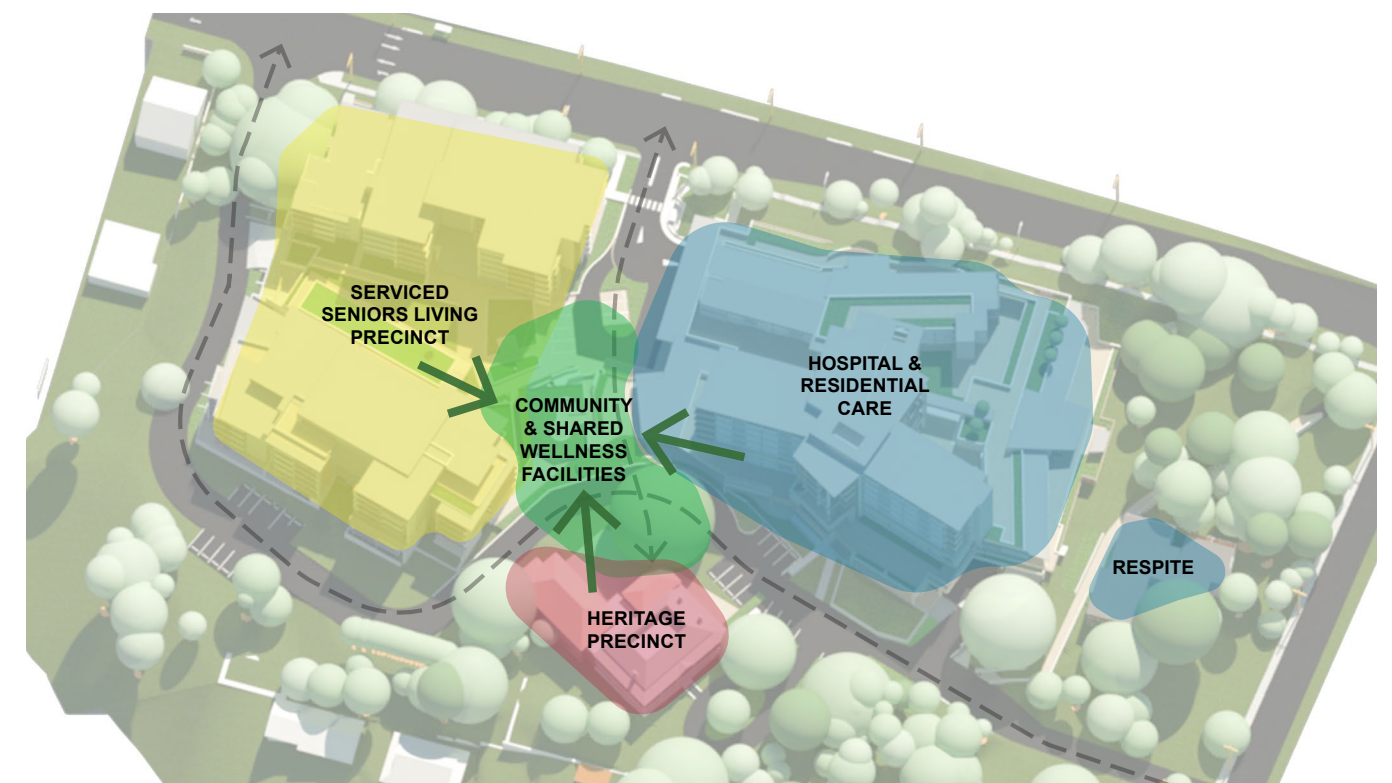 SERVICED
SENIORS LIVING
PRECINCT
HOSPITAL &
RESIDENTIAL
CARE
COMMUNITY
& SHARED
WELLNESS
FACILITIES
RESPITE
HERITAGE
PRECINCT